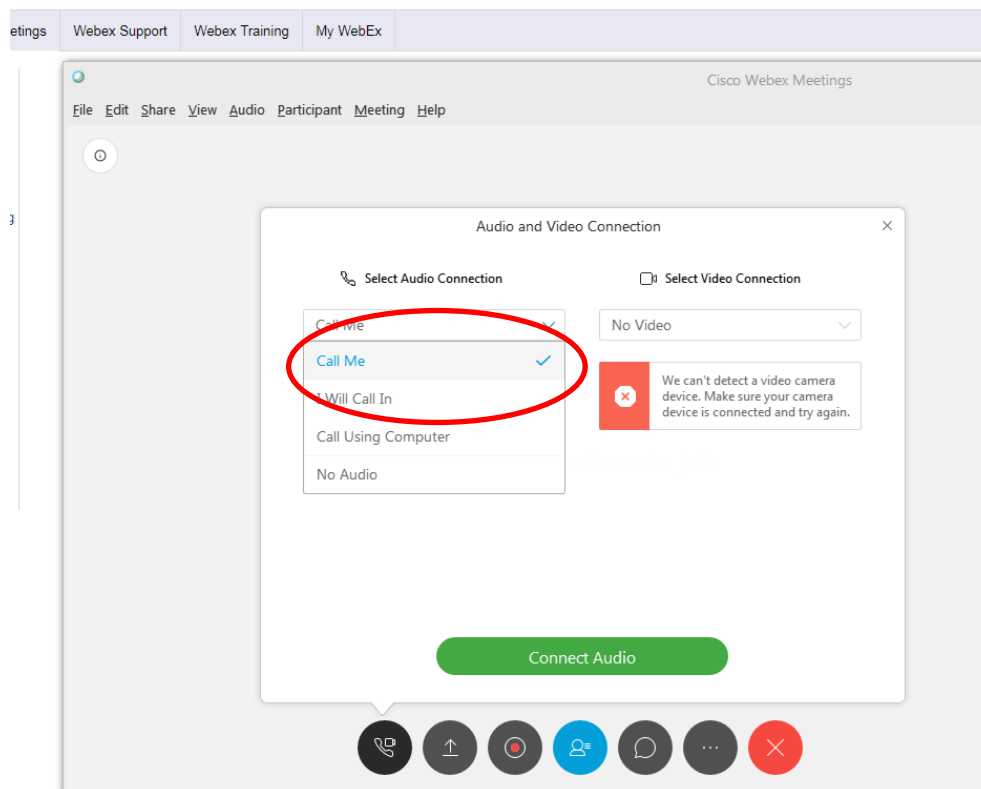 etings Webex Support Webex Training My WebEx
Cisco Webex Meetings
File Edit Share View Audio Participant Meeting Help
g
Audio and Video Connection
Select Audio Connection
Select Video Connection
Call Me
No Video
Call Me
I Will Call In
Call Using Computer
No Audio
We can't detect a video camera
device. Make sure your camera
device is connected and try again.
Connect Audio